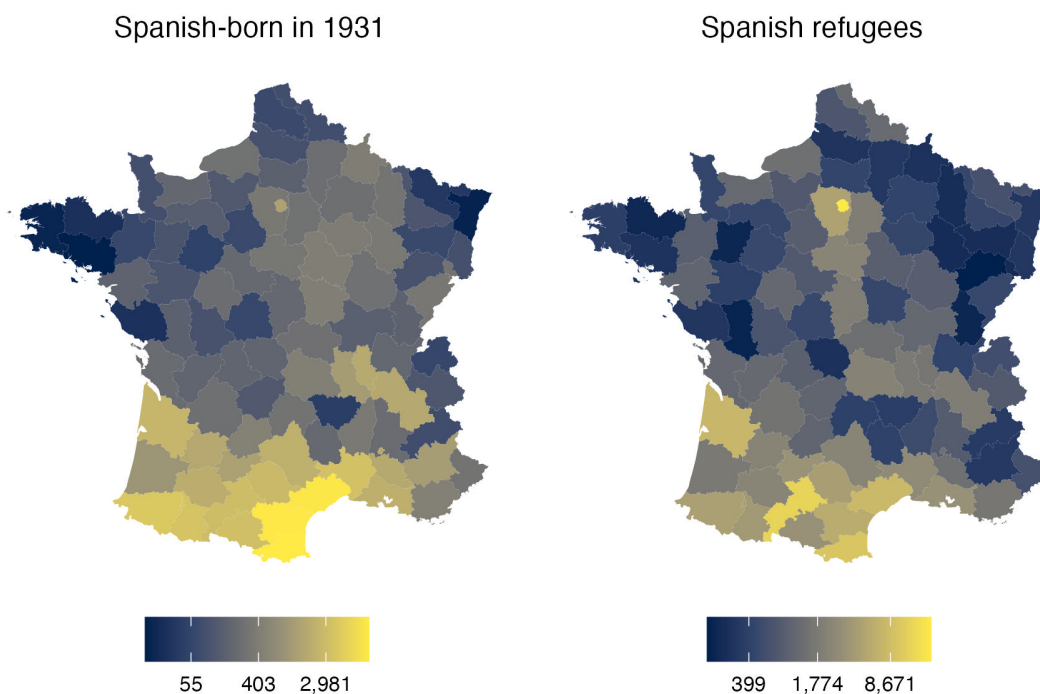 Spanish-born in 1931
Spanish refugees
55 403 2,981
399 1,774 8,671